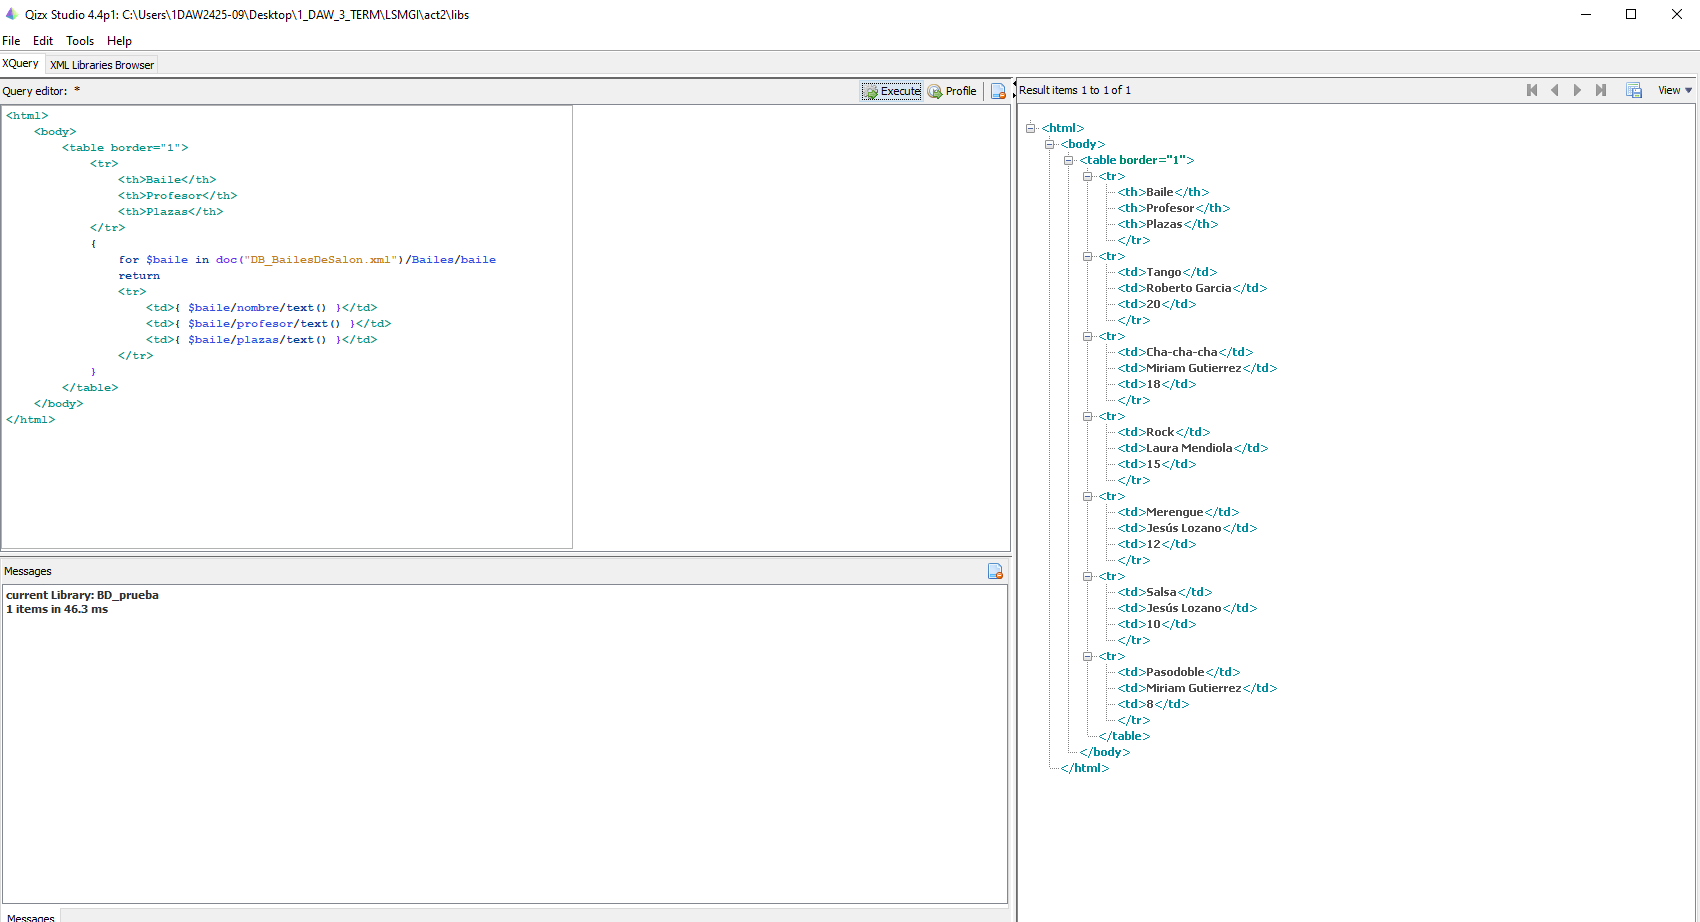 Qizx Studio 4.4p1: C:\Users\1DAW2425-09\Desktop\1_DAW_3_TERM\LSMGI\act2\libs
File Edit Tools Help
XQuery XML Libraries Browser
Query editor: * Execute Profile
<html>
<body>
<table border="1">
<tr>
<th>Baile</th>
<th>Profesor</th>
<th>Plazas</th>
</tr>
{
for $baile in doc("DB_BailesDeSalon.xml")/Bailes/baile
return
<tr>
<td>{ $baile/nombre/text() }</td>
<td>{ $baile/profesor/text() }</td>
<td>{ $baile/plazas/text() }</td>
</tr>
}
</table>
</body>
</html>
Messages
current Library: BD_prueba
1 items in 46.3 ms
Messages
Result items 1 to 1 of 1 View
<html>
<body>
<table border="1">
<tr>
<th>Baile</th>
<th>Profesor</th>
<th>Plazas</th>
</tr>
<tr>
<td>Tango</td>
<td>Roberto Garcia</td>
<td>20</td>
</tr>
<tr>
<td>Cha-cha-cha</td>
<td>Miriam Gutierrez</td>
<td>18</td>
</tr>
<tr>
<td>Rock</td>
<td>Laura Mendiola</td>
<td>15</td>
</tr>
<tr>
<td>Merengue</td>
<td>Jesús Lozano</td>
<td>12</td>
</tr>
<tr>
<td>Salsa</td>
<td>Jesús Lozano</td>
<td>10</td>
</tr>
<tr>
<td>Pasodoble</td>
<td>Miriam Gutierrez</td>
<td>8</td>
</tr>
</table>
</body>
</html>